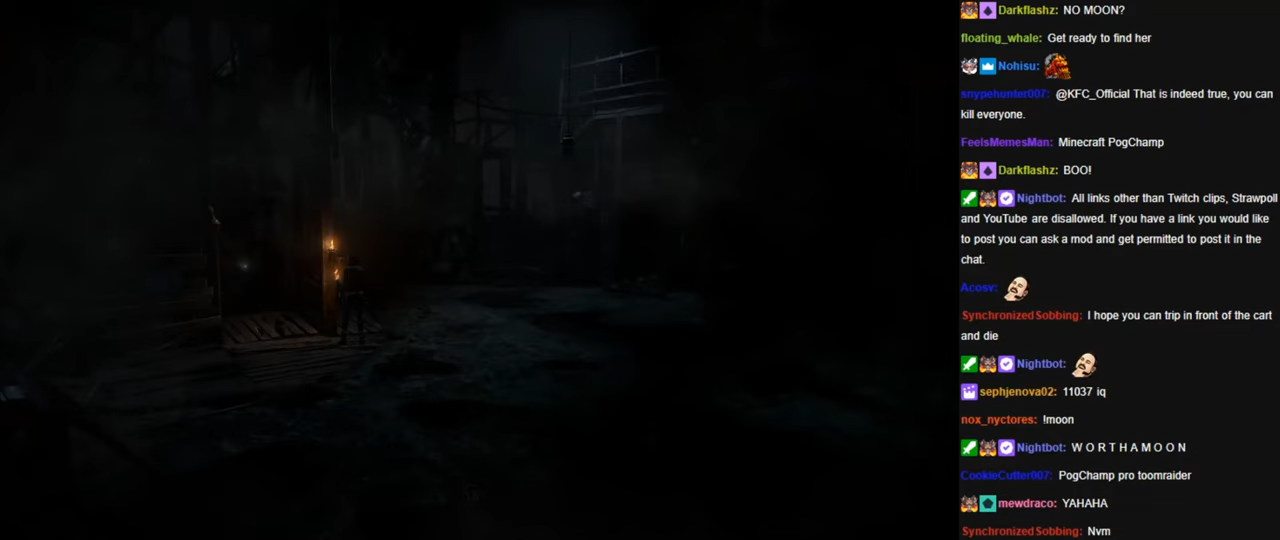 Darkflashz: NO MOON?
floating_whale: Get ready to find her
Nohisu:
snypehunter007: @KFC_Official That is indeed true, you can
kill everyone.
FeelsMemesMan: Minecraft PogChamp
Darkflashz: BOO!
Nightbot: All links other than Twitch clips, Strawpoll
and YouTube are disallowed. If you have a link you would like
to post you can ask a mod and get permitted to post it in the
chat.
Acosv:
SynchronizedSobbing: I hope you can trip in front of the cart
and die
Nightbot:
sephjenova02: 11037 iq
nox_nyctores: !moon
Nightbot: W O R T H A M O O N
CookieCutter007: PogChamp pro toomraider
mewdraco: YAHAHA
SynchronizedSobbing: Nvm